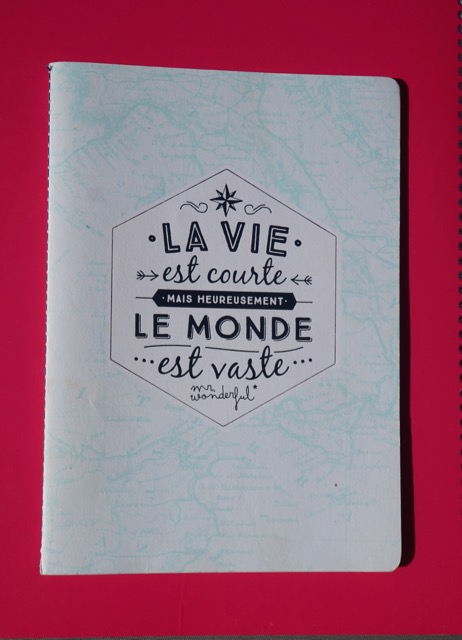 LA VIE
est courte
MAIS HEUREUSEMENT
LE MONDE
est vaste
mr
wonderful*